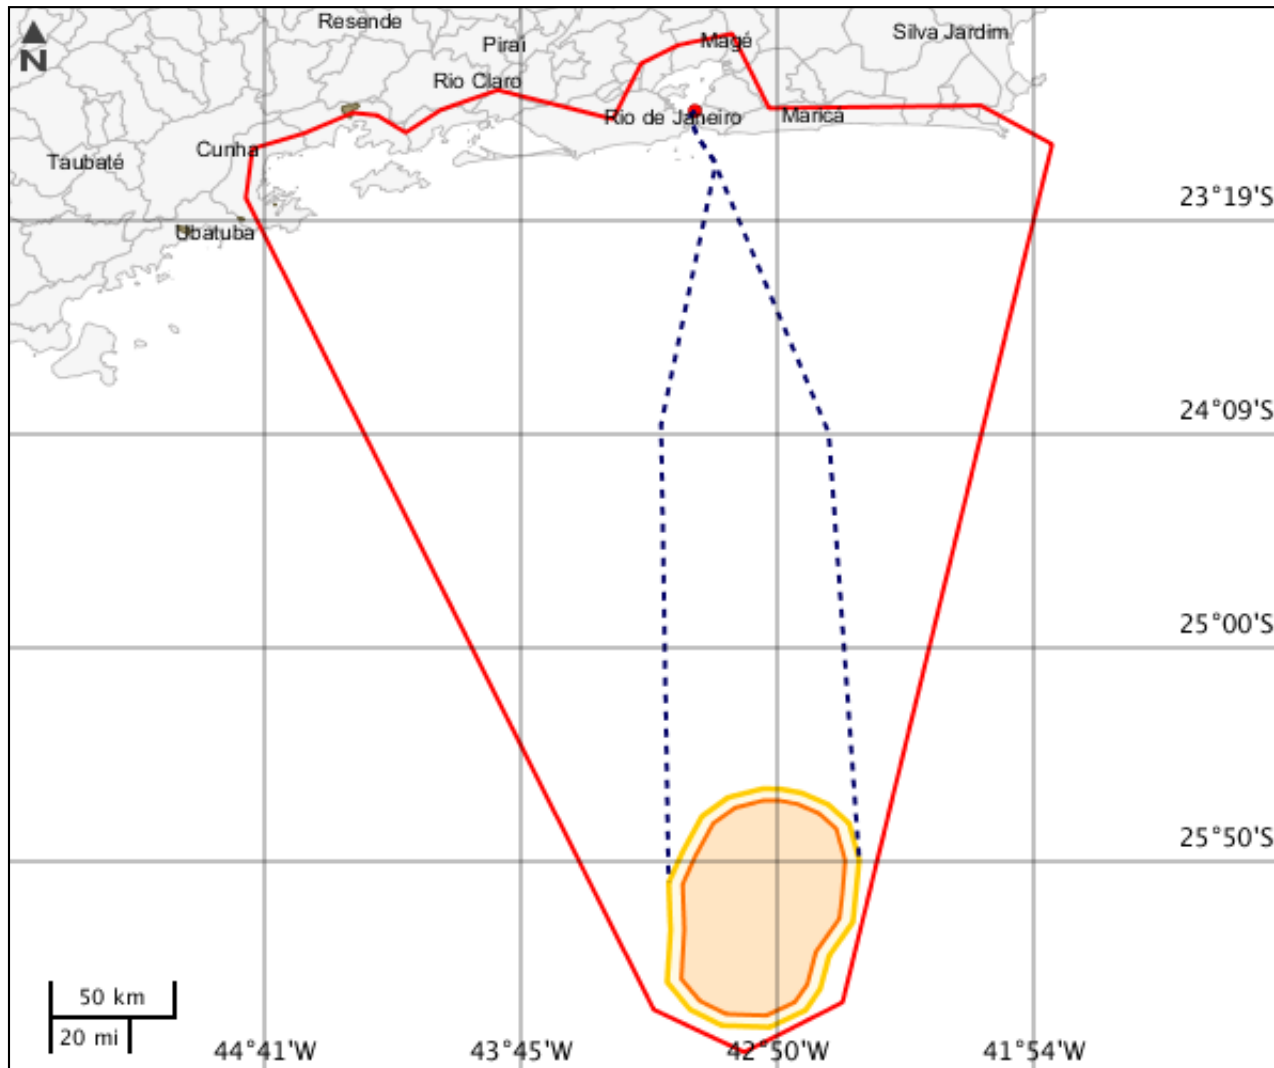 Resende
Silva Jardim
Magé
Piraí
N
Rio Claro
Rio de Janeiro
Maricá
Cunha
Taubaté
23°19'S
Ubatuba
24°09'S
25°00'S
25°50'S
50 km
20 mi
44°41'W
43°45'W
42°50'W
41°54'W